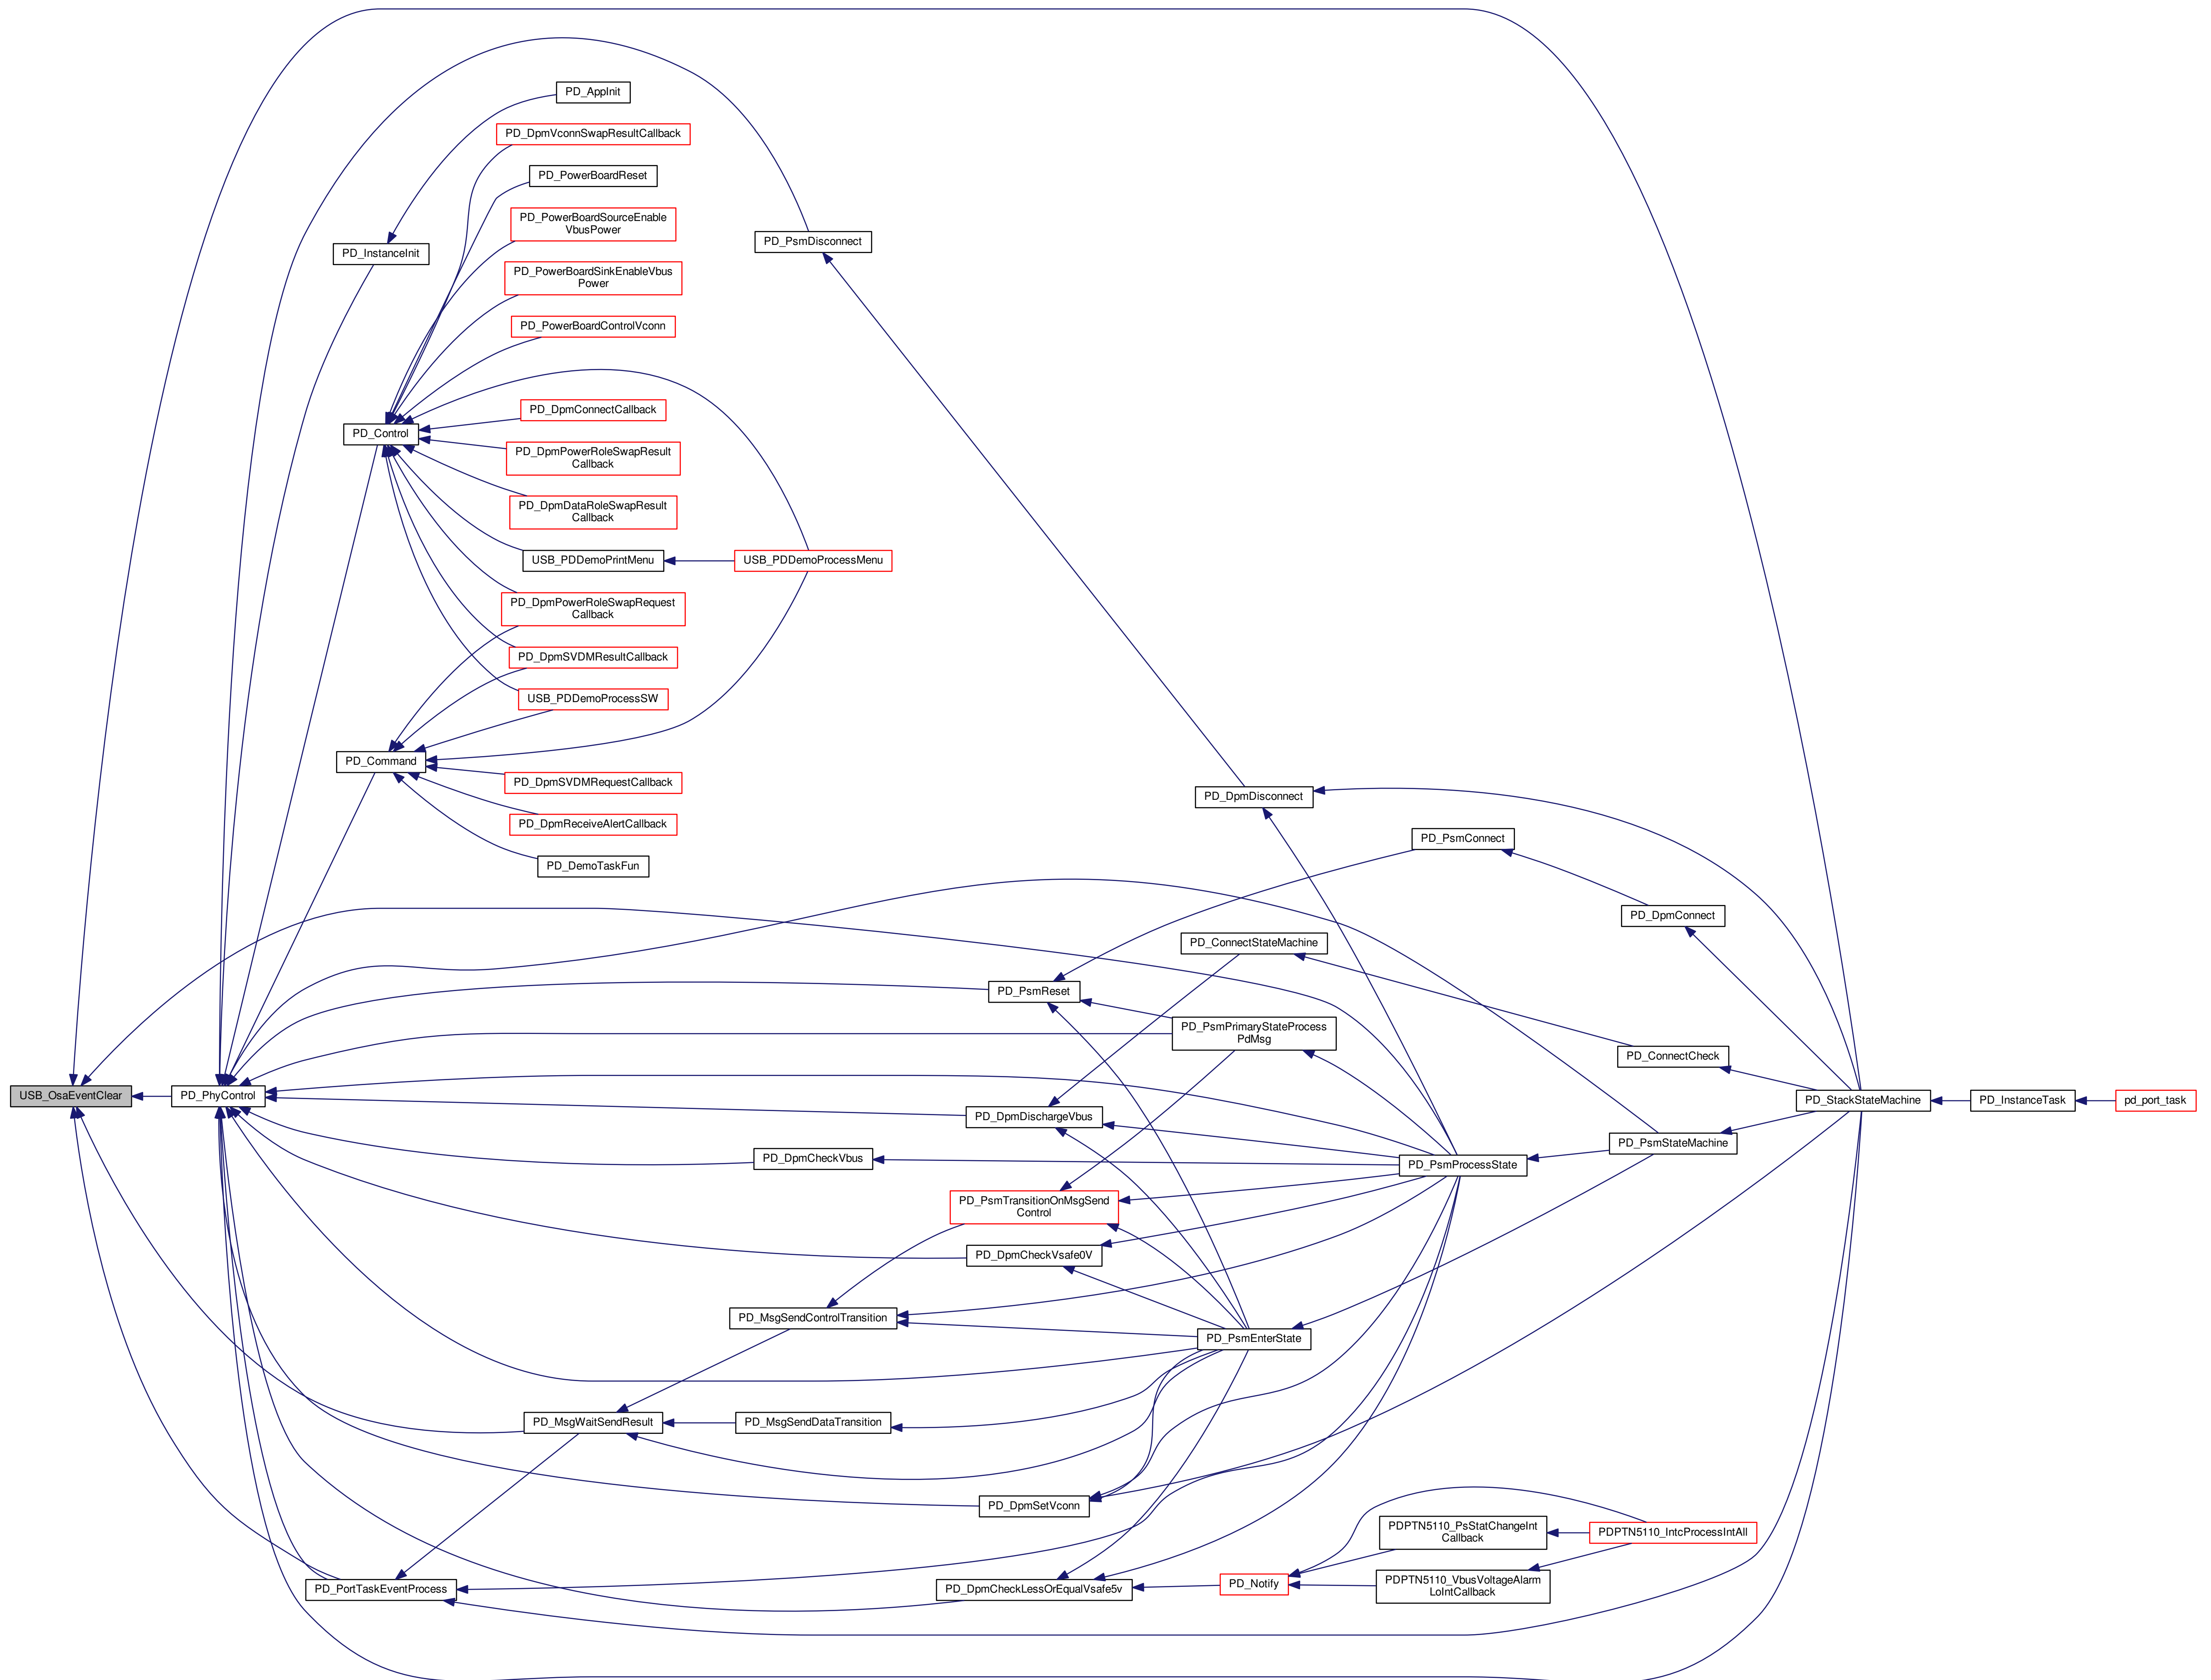 PD_AppInit
PD_DpmVconnSwapResultCallback
PD_PowerBoardReset
PD_PowerBoardSourceEnable
VbusPower
PD_PsmDisconnect
PD_InstanceInit
PD_PowerBoardSinkEnableVbus
Power
PD_PowerBoardControlVconn
PD_DpmConnectCallback
PD_Control
PD_DpmPowerRoleSwapResult
Callback
PD_DpmDataRoleSwapResult
Callback
USB_PDDemoPrintMenu
USB_PDDemoProcessMenu
PD_DpmPowerRoleSwapRequest
Callback
PD_DpmSVDMResultCallback
USB_PDDemoProcessSW
PD_Command
PD_DpmSVDMRequestCallback
PD_DpmDisconnect
PD_DpmReceiveAlertCallback
PD_PsmConnect
PD_DemoTaskFun
PD_DpmConnect
PD_ConnectStateMachine
PD_PsmReset
PD_PsmPrimaryStateProcess
PdMsg
PD_ConnectCheck
USB_OsaEventClear
PD_PhyControl
PD_StackStateMachine
PD_InstanceTask
pd_port_task
PD_DpmDischargeVbus
PD_PsmStateMachine
PD_DpmCheckVbus
PD_PsmProcessState
PD_PsmTransitionOnMsgSend
Control
PD_DpmCheckVsafe0V
PD_MsgSendControlTransition
PD_PsmEnterState
PD_MsgWaitSendResult
PD_MsgSendDataTransition
PD_DpmSetVconn
PDPTN5110_PsStatChangeInt
Callback
PDPTN5110_IntcProcessIntAll
PD_PortTaskEventProcess
PD_DpmCheckLessOrEqualVsafe5v
PD_Notify
PDPTN5110_VbusVoltageAlarm
LoIntCallback